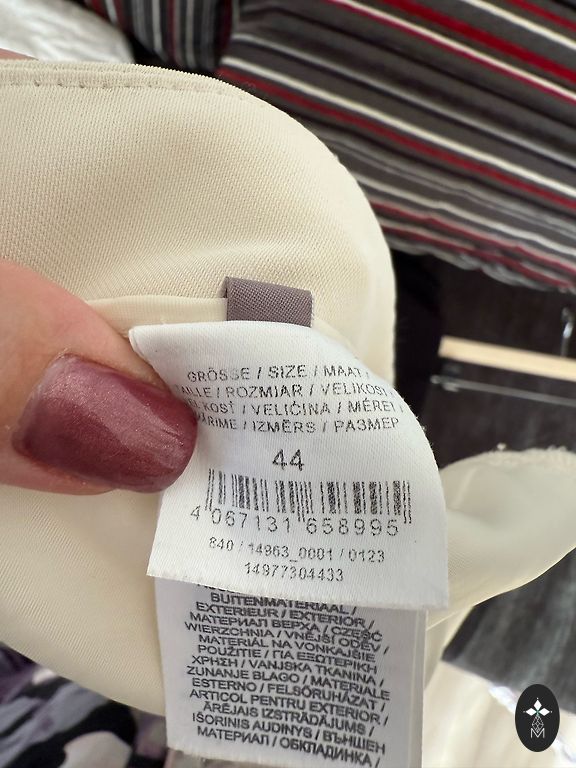 GRÖSSE / SIZE / MAAT /
TAILLE / ROZMIAR / VELIKOST /
/ VELIČINA / MÉRET /
/ IZMĒRS / РАЗМЕР
44
4 067131 658995
840 / 14963_0001 / 0123
14977304433
BUITENMATERIAAL /
EXTERIEUR / EXTERIOR /
МАТЕРИАЛ ВЕРХА / CZĘŚĆ
WIERZCHNIA / VNĚJŠÍ ODĚV /
MATERIÁL NA VONKAJŠIE
POUŽITIE / ΓΙΑ ΕΞΩΤΕΡΙΚΗ
ΧΡΗΣΗ / VANJSKA TKANINA /
ZUNANJE BLAGO / MATERIALE
ESTERNO / FELSŐRUHÁZAT /
ARTICOL PENTRU EXTERIOR /
ĀRĒJAIS IZSTRĀDĀJUMS /
IŠORINIS AUDINYS / ВЪНШЕН
МАТЕРИАЛ / OBKLADINKA /